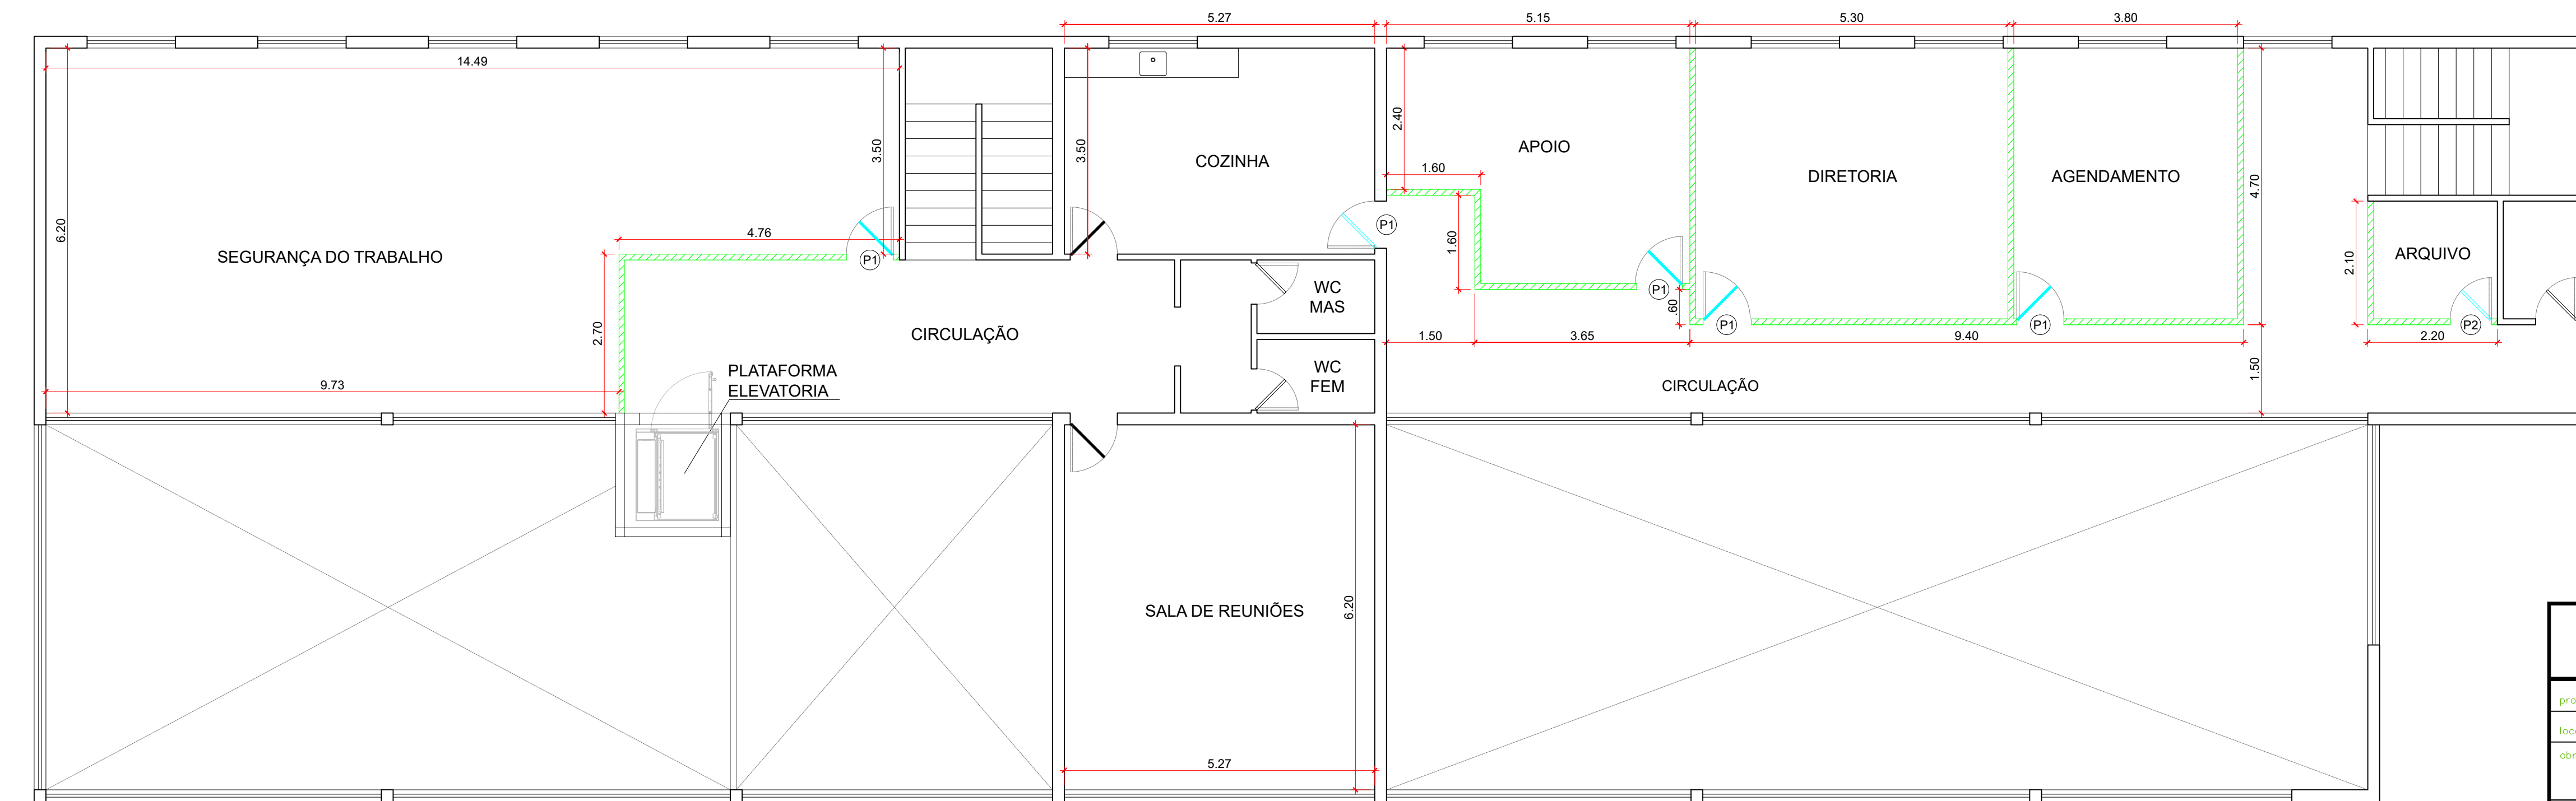 5.27
5.15
5.30
3.80
14.49
3.50
3.50
2.40
6.20
4.76
SEGURANÇA DO TRABALHO
P1
COZINHA
1.60
APOIO
DIRETORIA
AGENDAMENTO
4.70
P1
1.60
P1
.60
P1
P1
2.10
ARQUIVO
P2
2.70
CIRCULAÇÃO
WC
MAS
WC
FEM
1.50
3.65
9.40
2.20
1.50
9.73
PLATAFORMA
ELEVATORIA
CIRCULAÇÃO
SALA DE REUNIÕES
6.20
5.27
pro
loc
obr